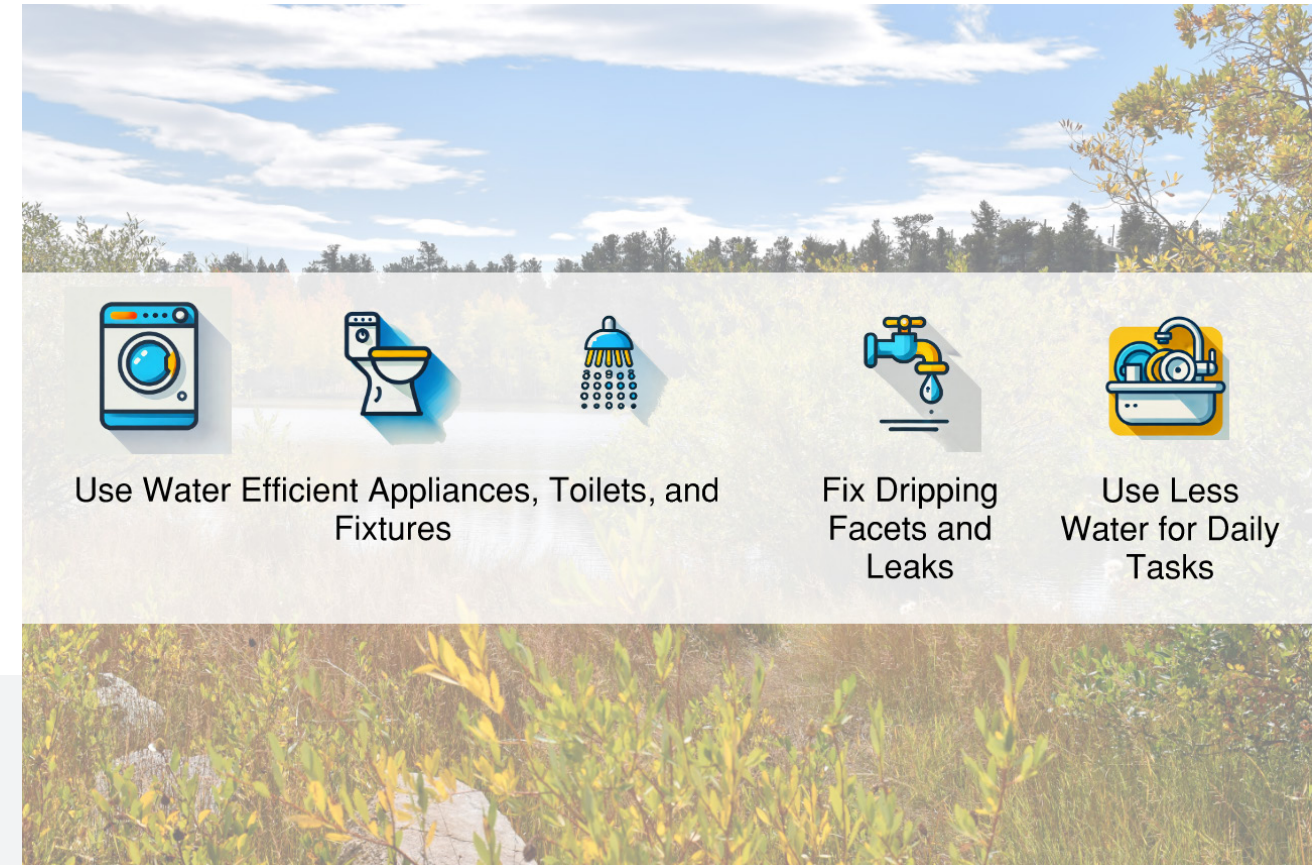 Use Water Efficient Appliances, Toilets, and
Fixtures
Fix Dripping
Facets and
Leaks
Use Less
Water for Daily
Tasks